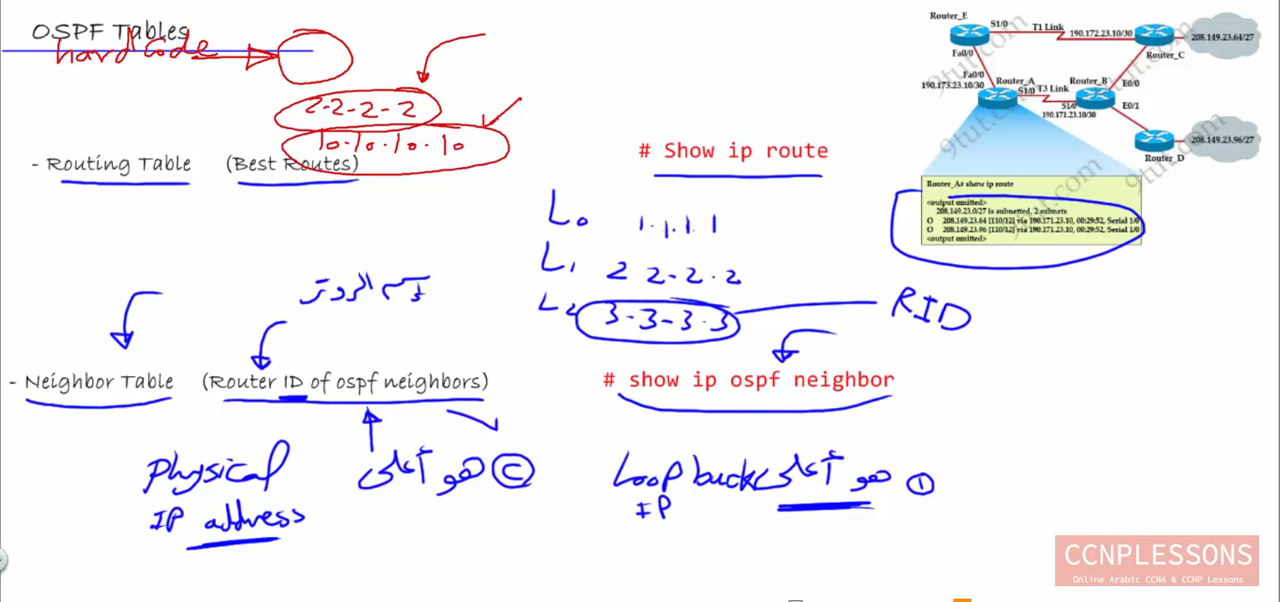 OSPF Tables
hard Code
2-2-2-2
10.10.10.10
- Routing Table (Best Routes)
# Show ip route
L0 1.1.1.1
L1 2 2-2.2
L2 3-3-3.3
RID
إسم الروتر
- Neighbor Table (Router ID of ospf neighbors)
# show ip ospf neighbor
① هو أعلى Loop back IP
② هو أعلى Physical IP address
Router_E
S1/0
T1 Link
190.172.23.10/30
208.149.23.64/27
Router_C
Fa0/0
Fa0/0
190.173.23.10/30
Router_A
S1/0
T3 Link
Router_B
E0/0
S1/0
190.171.23.10/30
E0/1
208.149.23.96/27
Router_D
9tut.com
9tut.com
Router_A# show ip route
<output omitted>
208.149.23.0/27 is subnetted, 2 subnets
O 208.149.23.64 [110/12] via 190.171.23.10, 00:29:52, Serial 1/0
O 208.149.23.96 [110/12] via 190.171.23.10, 00:29:52, Serial 1/0
<output omitted>
CCNPLESSONS
Online Arabic CCNA & CCNP Lessons